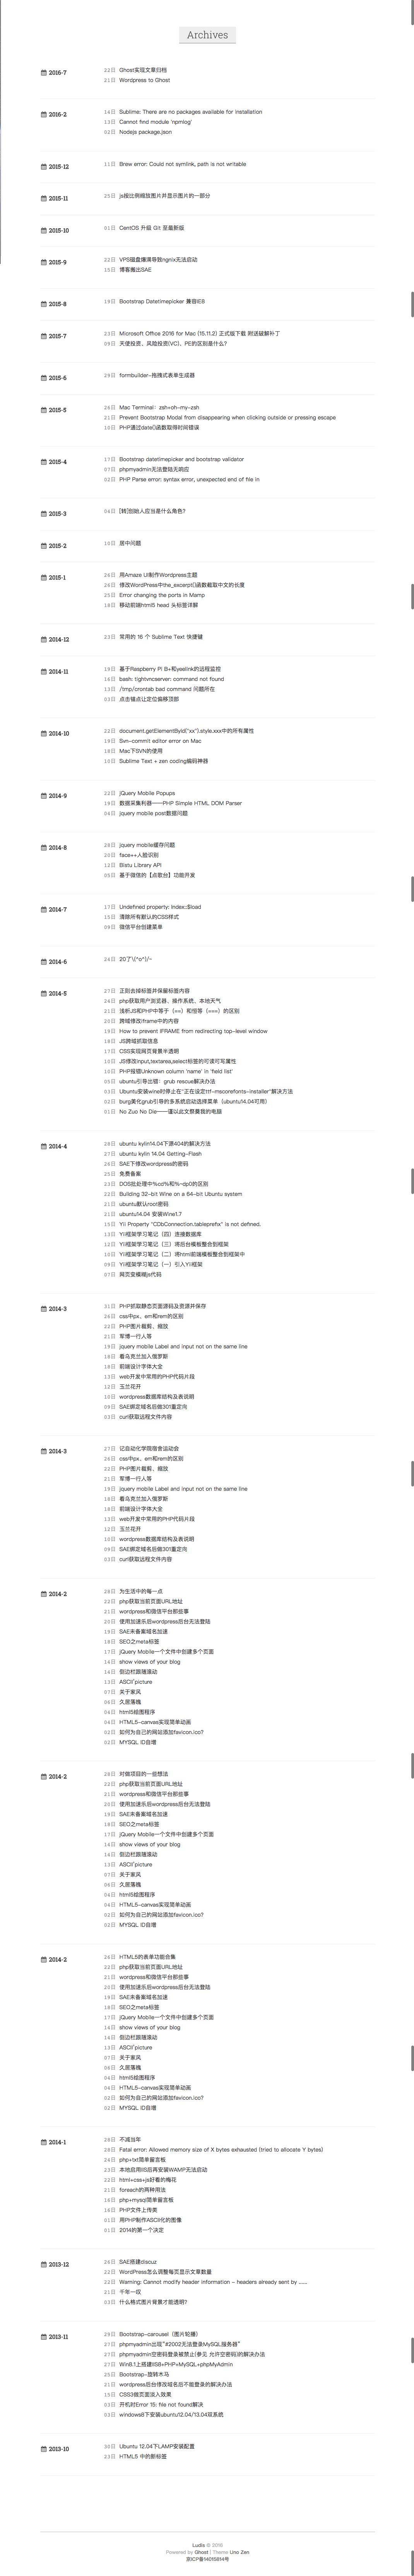 Archives
2016-7
22日 Ghost实现文章归档
21日 Wordpress to Ghost
2016-2
14日 Sublime: There are no packages available for installation
13日 Cannot find module 'npmlog'
02日 Nodejs package.json
2015-12
11日 Brew error: Could not symlink, path is not writable
2015-11
25日 js按比例缩放图片并显示图片的一部分
2015-10
01日 CentOS 升级 Git 至最新版
2015-9
22日 VPS磁盘爆满导致ngnix无法启动
15日 博客搬出SAE
2015-8
19日 Bootstrap Datetimepicker 兼容IE8
2015-7
23日 Microsoft Office 2016 for Mac (15.11.2) 正式版下载 附送破解补丁
09日 天使投资、风险投资(VC)、PE的区别是什么?
2015-6
29日 formbuilder-拖拽式表单生成器
2015-5
26日 Mac Terminal：zsh+oh-my-zsh
21日 Prevent Bootstrap Modal from disappearing when clicking outside or pressing escape
10日 PHP通过date()函数取得时间错误
2015-4
17日 Bootstrap datetimepicker and bootstrap validator
07日 phpmyadmin无法登陆无响应
02日 PHP Parse error: syntax error, unexpected end of file in
2015-3
04日 [转]创始人应当是什么角色?
2015-2
10日 居中问题
2015-1
26日 用Amaze UI制作Wordpress主题
26日 修改WordPress中the_excerpt()函数截取中文的长度
25日 Error changing the ports in Mamp
18日 移动前端html5 head 头标签详解
2014-12
23日 常用的 16 个 Sublime Text 快捷键
2014-11
19日 基于Raspberry Pi B+和yeelink的远程监控
16日 bash: tightvncserver: command not found
13日 /tmp/crontab bad command 问题所在
03日 点击锚点让定位偏移顶部
2014-10
22日 document.getElementById("xx").style.xxx中的所有属性
19日 Svn-commit editor error on Mac
18日 Mac下SVN的使用
10日 Sublime Text + zen coding编码神器
2014-9
22日 jQuery Mobile Popups
19日 数据采集利器——PHP Simple HTML DOM Parser
06日 jquery mobile post数据问题
2014-8
28日 jquery mobile缓存问题
20日 face++人脸识别
12日 Bistu Library API
05日 基于微信的【点歌台】功能开发
2014-7
17日 Undefined property: Index::$load
15日 清除所有默认的CSS样式
09日 微信平台创建菜单
2014-6
26日 20了\(^o^)/~
2014-5
27日 正则去掉标签并保留标签内容
24日 php获取用户浏览器、操作系统、本地天气
21日 浅析JS和PHP中等于（==）和恒等（===）的区别
20日 跨域修改iframe中的内容
19日 How to prevent IFRAME from redirecting top-level window
18日 JS跨域抓取信息
17日 CSS实现网页背景半透明
10日 JS修改input,textarea,select标签的可读可写属性
10日 PHP报错Unknown column 'name' in 'field list'
05日 ubuntu引导出错：grub rescue解决办法
03日 Ubuntu安装wine时停止在"正在设定ttf-mscorefonts-installer"解决方法
02日 burg美化grub引导的多系统启动选择菜单（ubuntu14.04可用）
01日 No Zuo No Die——谨以此文祭奠我的电脑
2014-4
28日 ubuntu kylin14.04下源404的解决方法
27日 ubuntu kylin 14.04 Getting-Flash
26日 SAE下修改wordpress的密码
25日 免费备案
23日 DOS批处理中%cd%和%~dp0的区别
22日 Building 32-bit Wine on a 64-bit Ubuntu system
21日 ubuntu默认root密码
21日 ubuntu14.04 安装Wine1.7
15日 Yii Property "CDbConnection.tableprefix" is not defined.
13日 Yii框架学习笔记（四）连接数据库
12日 Yii框架学习笔记（三）将后台模板整合到框架
10日 Yii框架学习笔记（二）将html前端模板整合到框架中
09日 Yii框架学习笔记（一）引入Yii框架
07日 网页变模糊js代码
2014-3
31日 PHP抓取静态页面源码及资源并保存
26日 css中px、em和rem的区别
22日 PHP图片裁剪、缩放
21日 军博一行人等
19日 jquery mobile Label and Input not on the same line
18日 看乌克兰加入俄罗斯
18日 前端设计字体大全
13日 web开发中常用的PHP代码片段
12日 玉兰花开
10日 wordpress数据库结构及表说明
09日 SAE绑定域名后做301重定向
03日 curl获取远程文件内容
2014-3
27日 记自动化学院宿舍运动会
26日 css中px、em和rem的区别
22日 PHP图片裁剪、缩放
21日 军博一行人等
19日 jquery mobile Label and Input not on the same line
18日 看乌克兰加入俄罗斯
18日 前端设计字体大全
13日 web开发中常用的PHP代码片段
12日 玉兰花开
10日 wordpress数据库结构及表说明
09日 SAE绑定域名后做301重定向
03日 curl获取远程文件内容
2014-2
28日 为生活中的每一点
22日 php获取当前页面URL地址
21日 wordpress和微信平台那些事
20日 使用加速乐后wordpress后台无法登陆
19日 SAE未备案域名加速
18日 SEO之meta标签
17日 jQuery Mobile一个文件中创建多个页面
14日 show views of your blog
14日 侧边栏跟随滚动
13日 ASCII'picture
07日 关于家风
06日 久居落魄
04日 html5绘图程序
04日 HTML5-canvas实现简单动画
02日 如何为自己的网站添加favicon.ico?
02日 MYSQL ID自增
2014-2
28日 对做项目的一些想法
22日 php获取当前页面URL地址
21日 wordpress和微信平台那些事
20日 使用加速乐后wordpress后台无法登陆
19日 SAE未备案域名加速
18日 SEO之meta标签
17日 jQuery Mobile一个文件中创建多个页面
14日 show views of your blog
14日 侧边栏跟随滚动
13日 ASCII'picture
07日 关于家风
06日 久居落魄
04日 html5绘图程序
04日 HTML5-canvas实现简单动画
02日 如何为自己的网站添加favicon.ico?
02日 MYSQL ID自增
2014-2
26日 HTML5的表单功能合集
22日 php获取当前页面URL地址
21日 wordpress和微信平台那些事
20日 使用加速乐后wordpress后台无法登陆
19日 SAE未备案域名加速
18日 SEO之meta标签
17日 jQuery Mobile一个文件中创建多个页面
14日 show views of your blog
14日 侧边栏跟随滚动
13日 ASCII'picture
07日 关于家风
06日 久居落魄
04日 html5绘图程序
04日 HTML5-canvas实现简单动画
02日 如何为自己的网站添加favicon.ico?
02日 MYSQL ID自增
2014-1
28日 不减当年
26日 Fatal error: Allowed memory size of X bytes exhausted (tried to allocate Y bytes)
24日 php+txt简单留言板
23日 本地启用IIS后再安装WAMP无法启动
22日 html+css+js好看的梅花
21日 foreach的两种用法
16日 php+mysql简单留言板
14日 PHP文件上传类
01日 用PHP制作ASCII化的图像
01日 2014的第一个决定
2013-12
26日 SAE搭建discuz
22日 WordPress怎么调整每页显示文章数量
22日 Warning: Cannot modify header information - headers already sent by ……
21日 千年一叹
03日 什么格式图片背景才能透明?
2013-11
29日 Bootstrap-carousel（图片轮播）
27日 phpmyadmin出现"#2002无法登录MySQL服务器"
27日 phpmyadmin空密码登录被禁止(参见 允许空密码)的解决办法
27日 Win8.1上搭建IIS8+PHP+MySQL+phpMyAdmin
25日 Bootstrap-旋转木马
21日 wordpress后台修改域名后不能登录的解决办法
15日 CSS3做页面淡入效果
03日 开机时Error 15: file not found解决
03日 windows8下安装ubuntu12.04/13.04双系统
2013-10
30日 Ubuntu 12.04下LAMP安装配置
23日 HTML5 中的新标签
Ludis © 2016
Powered by Ghost | Theme Uno Zen
京ICP备14015814号